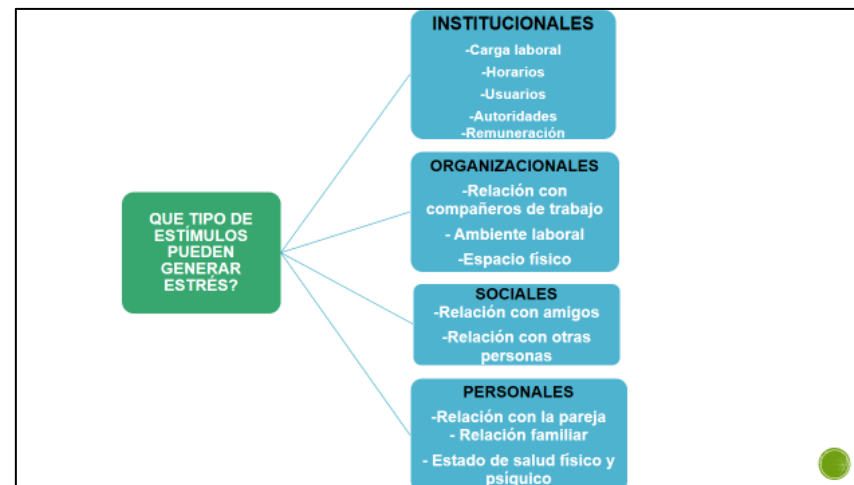 QUE TIPO DE
ESTÍMULOS
PUEDEN
GENERAR
ESTRÉS?
INSTITUCIONALES
-Carga laboral
-Horarios
-Usuarios
-Autoridades
-Remuneración
ORGANIZACIONALES
-Relación con
compañeros de trabajo
- Ambiente laboral
-Espacio físico
SOCIALES
-Relación con amigos
-Relación con otras
personas
PERSONALES
-Relación con la pareja
- Relación familiar
- Estado de salud físico y
psíquico